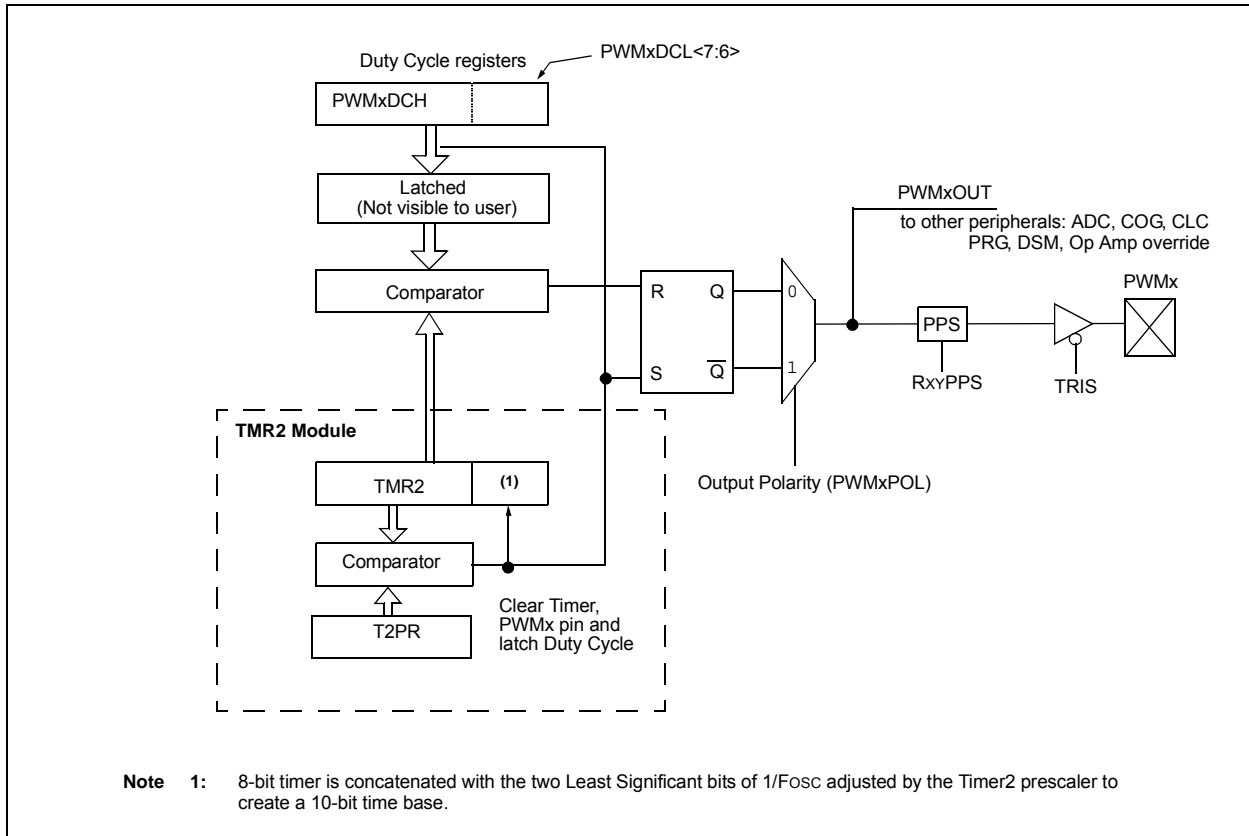 Duty Cycle registers
PWMxDCL<7:6>
PWMxDCH
Latched
(Not visible to user)
Comparator
R
Q
S
Q
0
1
PWMxOUT
to other peripherals: ADC, COG, CLC
PRG, DSM, Op Amp override
PWMx
PPS
RxyPPS
TRIS
Output Polarity (PWMxPOL)
TMR2 Module
TMR2
(1)
Comparator
T2PR
Clear Timer,
PWMx pin and
latch Duty Cycle
Note 1: 8-bit timer is concatenated with the two Least Significant bits of 1/FOSC adjusted by the Timer2 prescaler to
create a 10-bit time base.